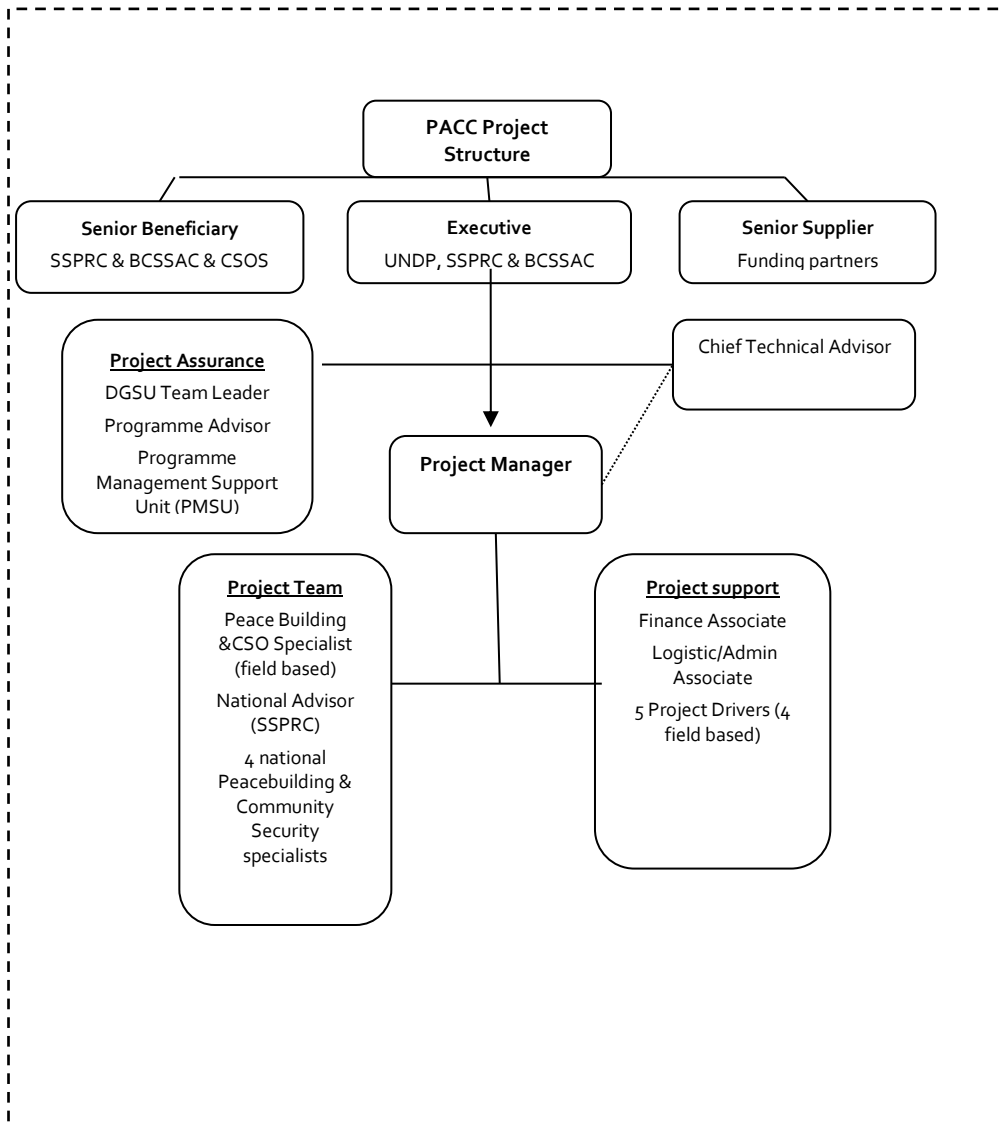 PACC Project
Structure
Senior Beneficiary
SSPRC & BCSSAC & CSOS
Executive
UNDP, SSPRC & BCSSAC
Senior Supplier
Funding partners
Project Assurance
DGSU Team Leader
Programme Advisor
Programme
Management Support
Unit (PMSU)
Chief Technical Advisor
Project Manager
Project Team
Peace Building
&CSO Specialist
(field based)
National Advisor
(SSPRC)
4 national
Peacebuilding &
Community
Security
specialists
Project support
Finance Associate
Logistic/Admin
Associate
5 Project Drivers (4
field based)